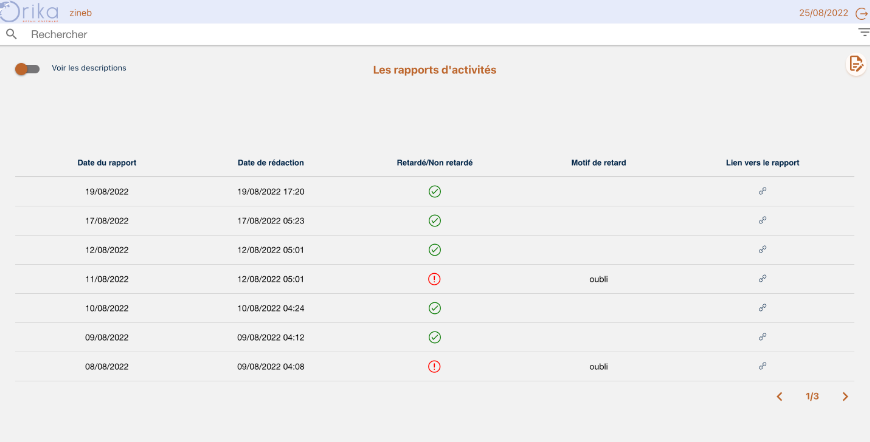 Orika zineb 25/08/2022
Rechercher
Voir les descriptions
Les rapports d'activités
Date du rapport Date de rédaction Retardé/Non retardé Motif de retard Lien vers le rapport
19/08/2022 19/08/2022 17:20
17/08/2022 17/08/2022 05:23
12/08/2022 12/08/2022 05:01
11/08/2022 12/08/2022 05:01 oubli
10/08/2022 10/08/2022 04:24
09/08/2022 09/08/2022 04:12
08/08/2022 09/08/2022 04:08 oubli
1/3